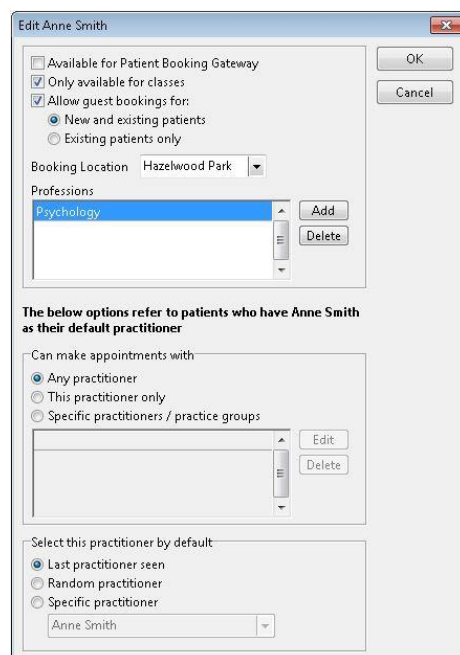 Edit Anne Smith
Available for Patient Booking Gateway
OK
Only available for classes
Cancel
Allow guest bookings for:
New and existing patients
Existing patients only
Booking Location Hazelwood Park
Professions
Psychology
Add
Delete
The below options refer to patients who have Anne Smith
as their default practitioner
Can make appointments with
Any practitioner
This practitioner only
Specific practitioners / practice groups
Edit
Delete
Select this practitioner by default
Last practitioner seen
Random practitioner
Specific practitioner
Anne Smith